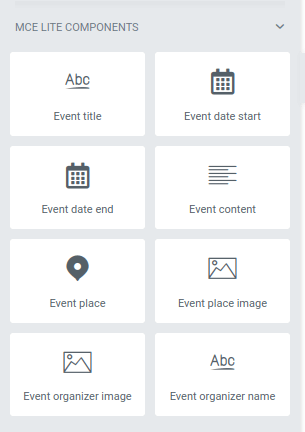 MCE LITE COMPONENTS
Abc
Event title
Event date start
Event date end
Event content
Event place
Event place image
Event organizer image
Abc
Event organizer name